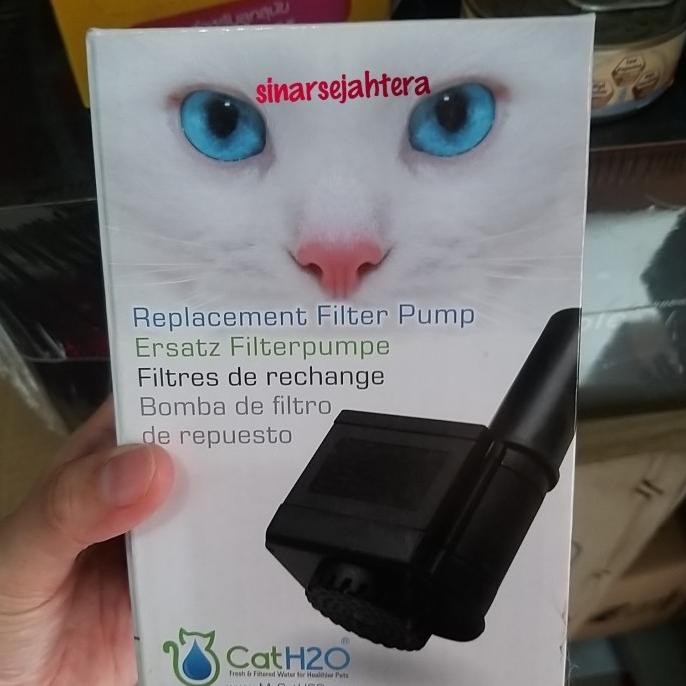 sinarsejahtera
Replacement Filter Pump
Ersatz Filterpumpe
Filtres de rechange
Bomba de filtro
de repuesto
CatH2O®
Fresh & Filtered Water for Healthier Pets